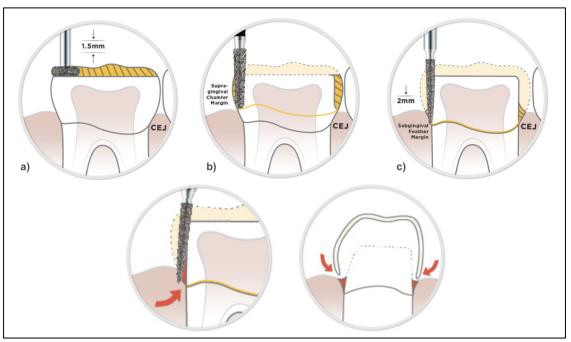 1.5mm
CEJ
a)
Supra-
gingival
Chamfer
Margin
CEJ
b)
2mm
Subgingival
Feather
Margin
CEJ
c)